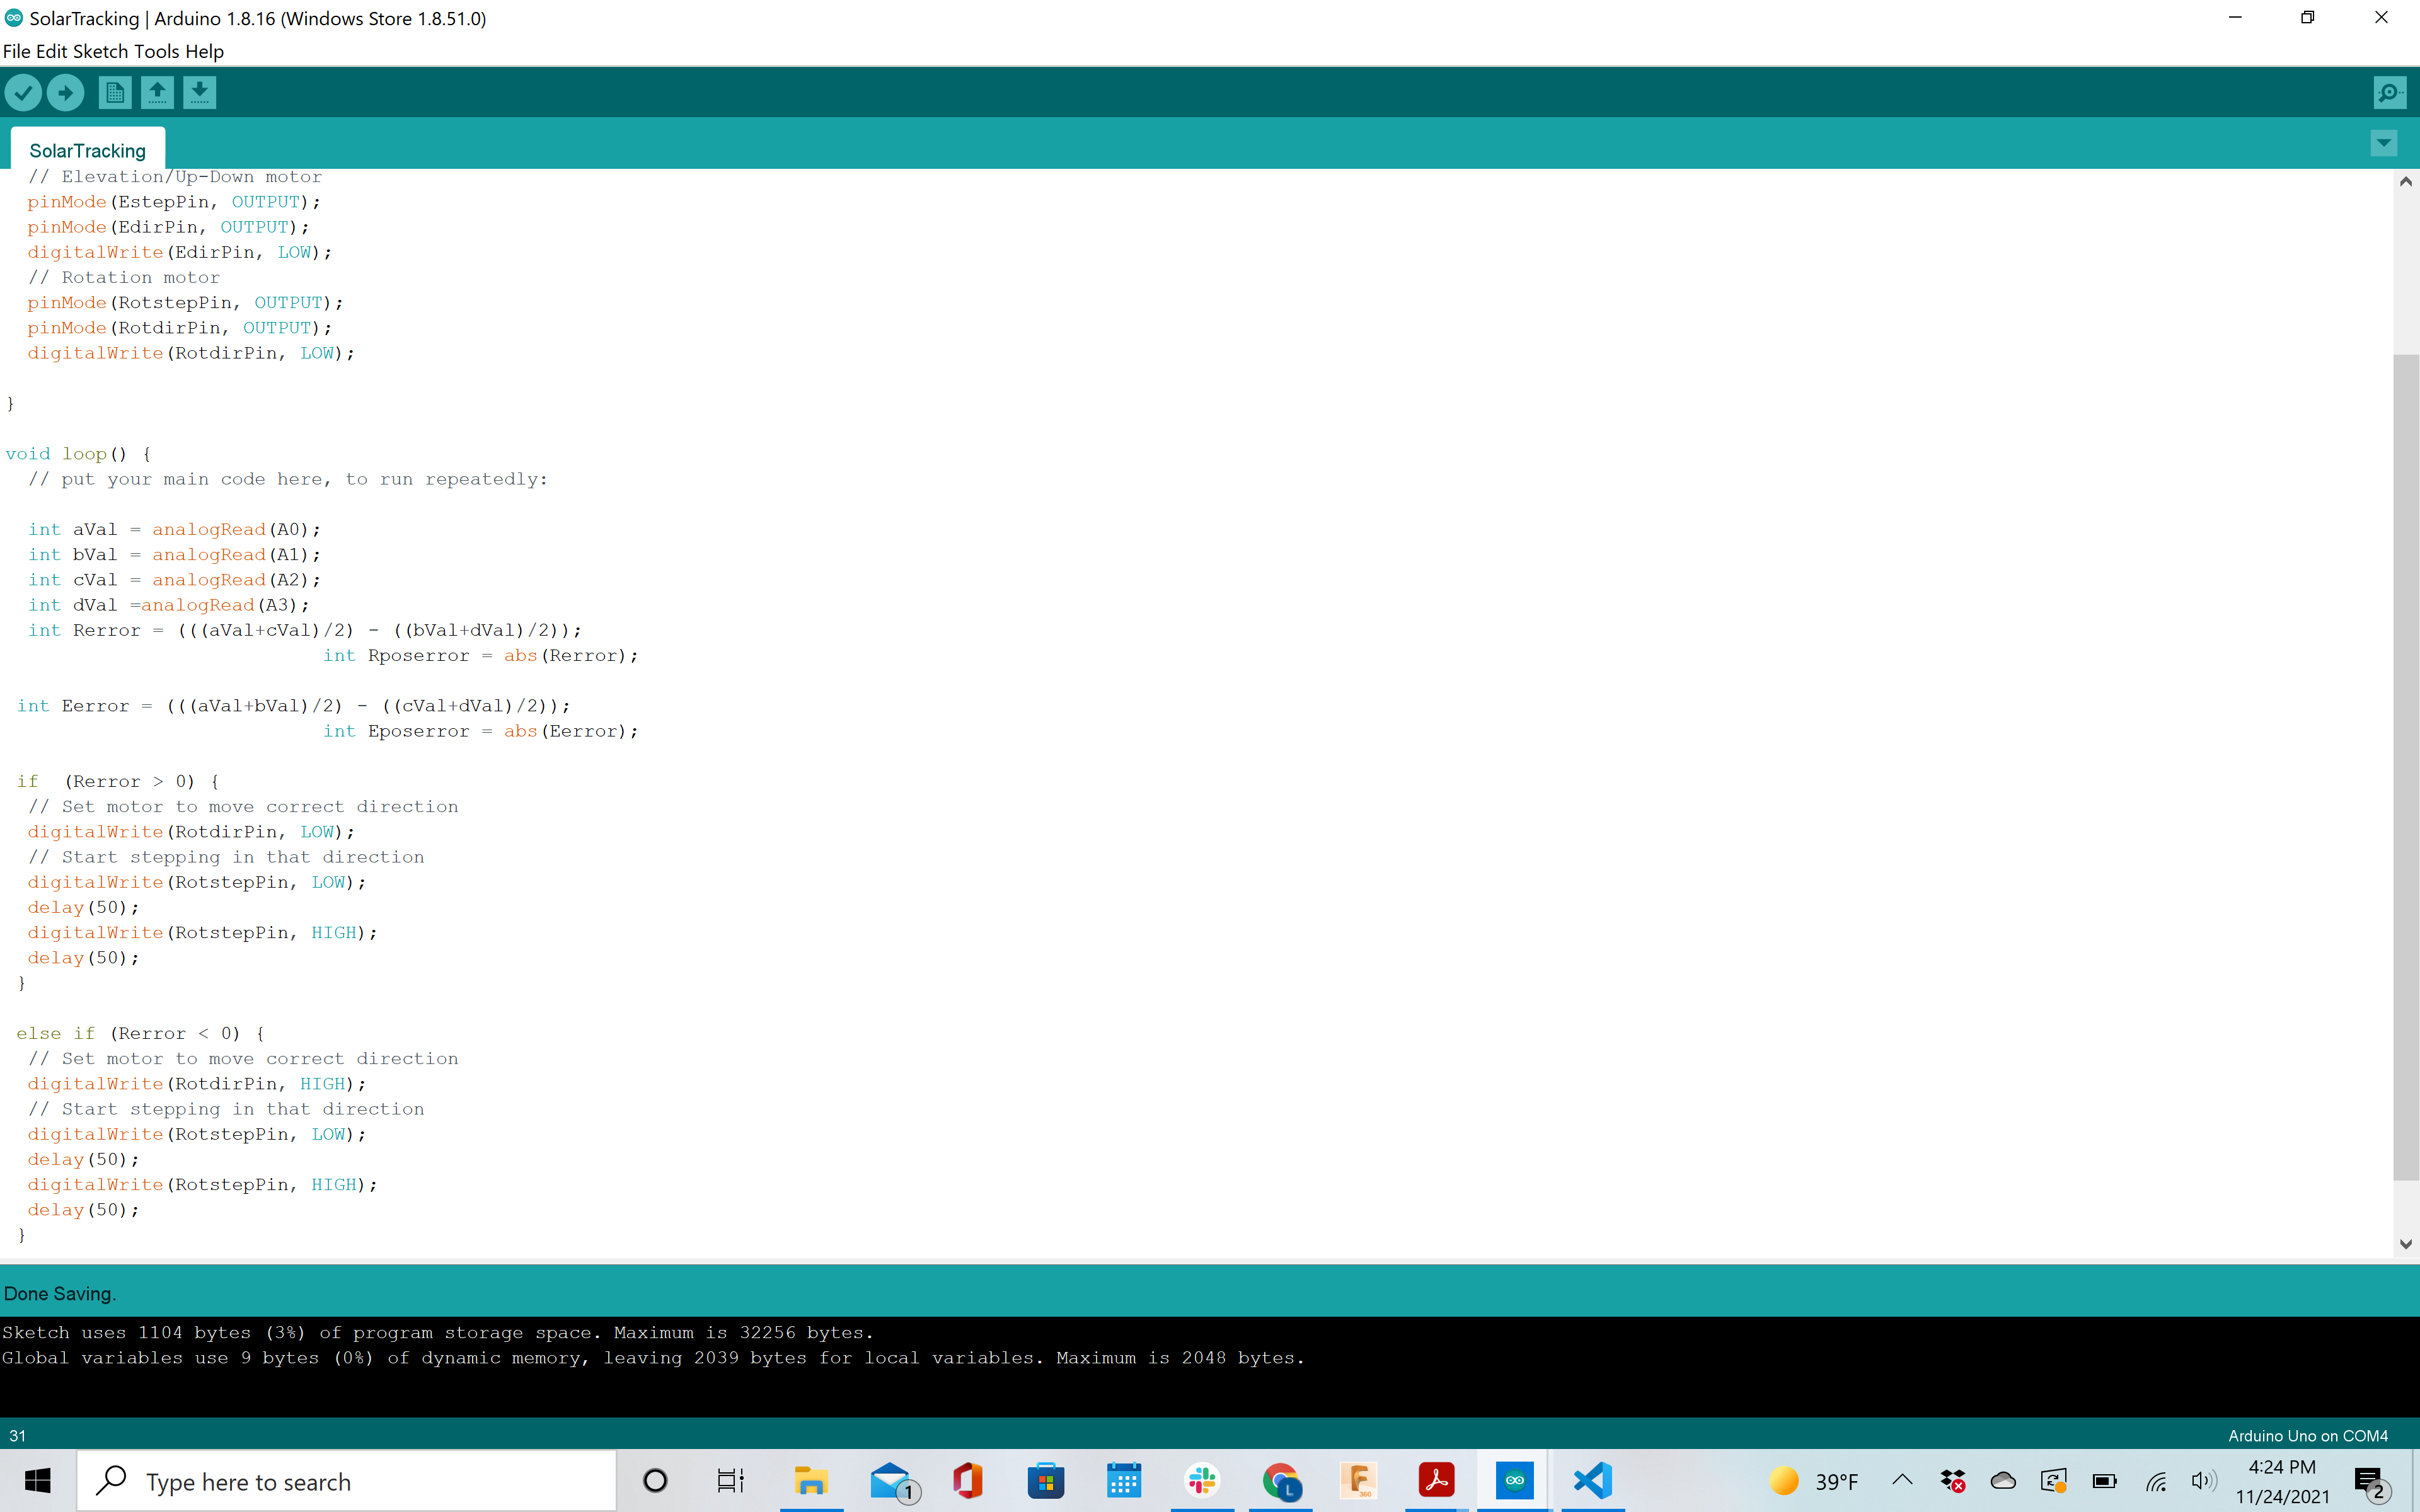 SolarTracking | Arduino 1.8.16 (Windows Store 1.8.51.0)
File Edit Sketch Tools Help
SolarTracking
// Elevation/Up-Down motor
pinMode(EstepPin, OUTPUT);
pinMode(EdirPin, OUTPUT);
digitalWrite(EdirPin, LOW);
// Rotation motor
pinMode(RotstepPin, OUTPUT);
pinMode(RotdirPin, OUTPUT);
digitalWrite(RotdirPin, LOW);
}
void loop() {
// put your main code here, to run repeatedly:
int aVal = analogRead(A0);
int bVal = analogRead(A1);
int cVal = analogRead(A2);
int dVal =analogRead(A3);
int Rerror = (((aVal+cVal)/2) - ((bVal+dVal)/2));
int Rposerror = abs(Rerror);
int Eerror = (((aVal+bVal)/2) - ((cVal+dVal)/2));
int Eposerror = abs(Eerror);
if  (Rerror > 0) {
// Set motor to move correct direction
digitalWrite(RotdirPin, LOW);
// Start stepping in that direction
digitalWrite(RotstepPin, LOW);
delay(50);
digitalWrite(RotstepPin, HIGH);
delay(50);
}
else if (Rerror < 0) {
// Set motor to move correct direction
digitalWrite(RotdirPin, HIGH);
// Start stepping in that direction
digitalWrite(RotstepPin, LOW);
delay(50);
digitalWrite(RotstepPin, HIGH);
delay(50);
}
Done Saving.
Sketch uses 1104 bytes (3%) of program storage space. Maximum is 32256 bytes.
Global variables use 9 bytes (0%) of dynamic memory, leaving 2039 bytes for local variables. Maximum is 2048 bytes.
31
Arduino Uno on COM4
Type here to search
1
L
F
360
39°F
4:24 PM
11/24/2021
2